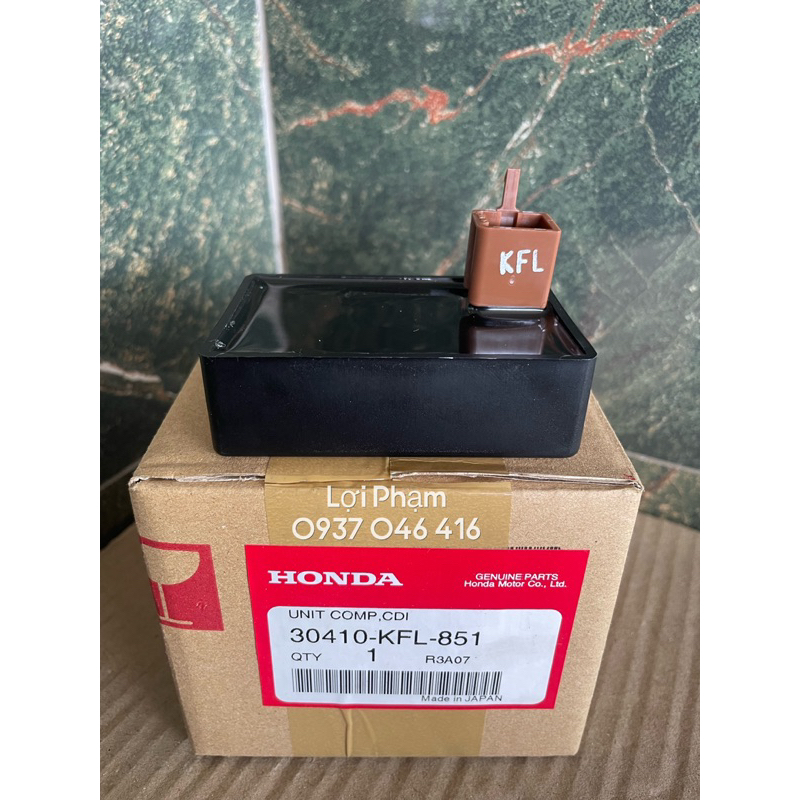 KFL
Lợi Phạm
0937 046 416
HONDA
GENUINE PARTS
Honda Motor Co., Ltd.
UNIT COMP,CDI
30410-KFL-851
QTY 1 R3A07
Made in JAPAN